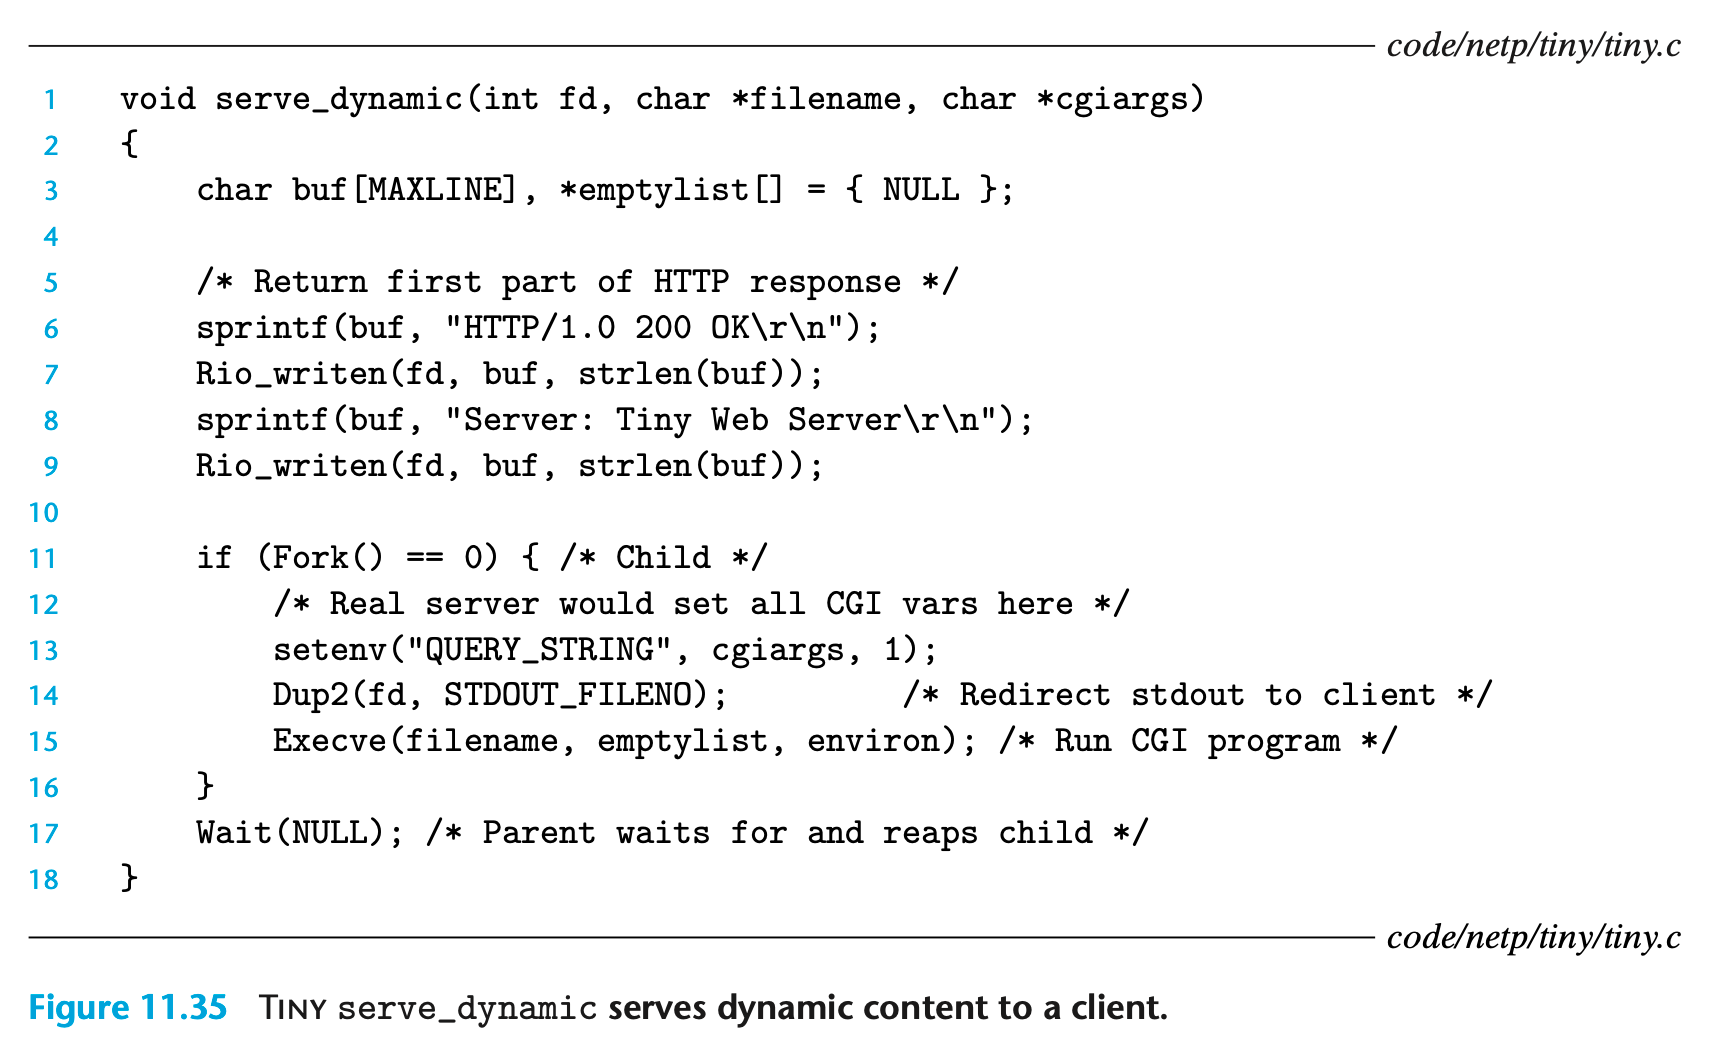 code/netp/tiny/tiny.c
1 void serve_dynamic(int fd, char *filename, char *cgiargs)
2 {
3 char buf[MAXLINE], *emptylist[] = { NULL };
4
5 /* Return first part of HTTP response */
6 sprintf(buf, "HTTP/1.0 200 OK\r\n");
7 Rio_writen(fd, buf, strlen(buf));
8 sprintf(buf, "Server: Tiny Web Server\r\n");
9 Rio_writen(fd, buf, strlen(buf));
10
11 if (Fork() == 0) { /* Child */
12 /* Real server would set all CGI vars here */
13 setenv("QUERY_STRING", cgiargs, 1);
14 Dup2(fd, STDOUT_FILENO); /* Redirect stdout to client */
15 Execve(filename, emptylist, environ); /* Run CGI program */
16 }
17 Wait(NULL); /* Parent waits for and reaps child */
18 }
code/netp/tiny/tiny.c
Figure 11.35 TINY serve_dynamic serves dynamic content to a client.